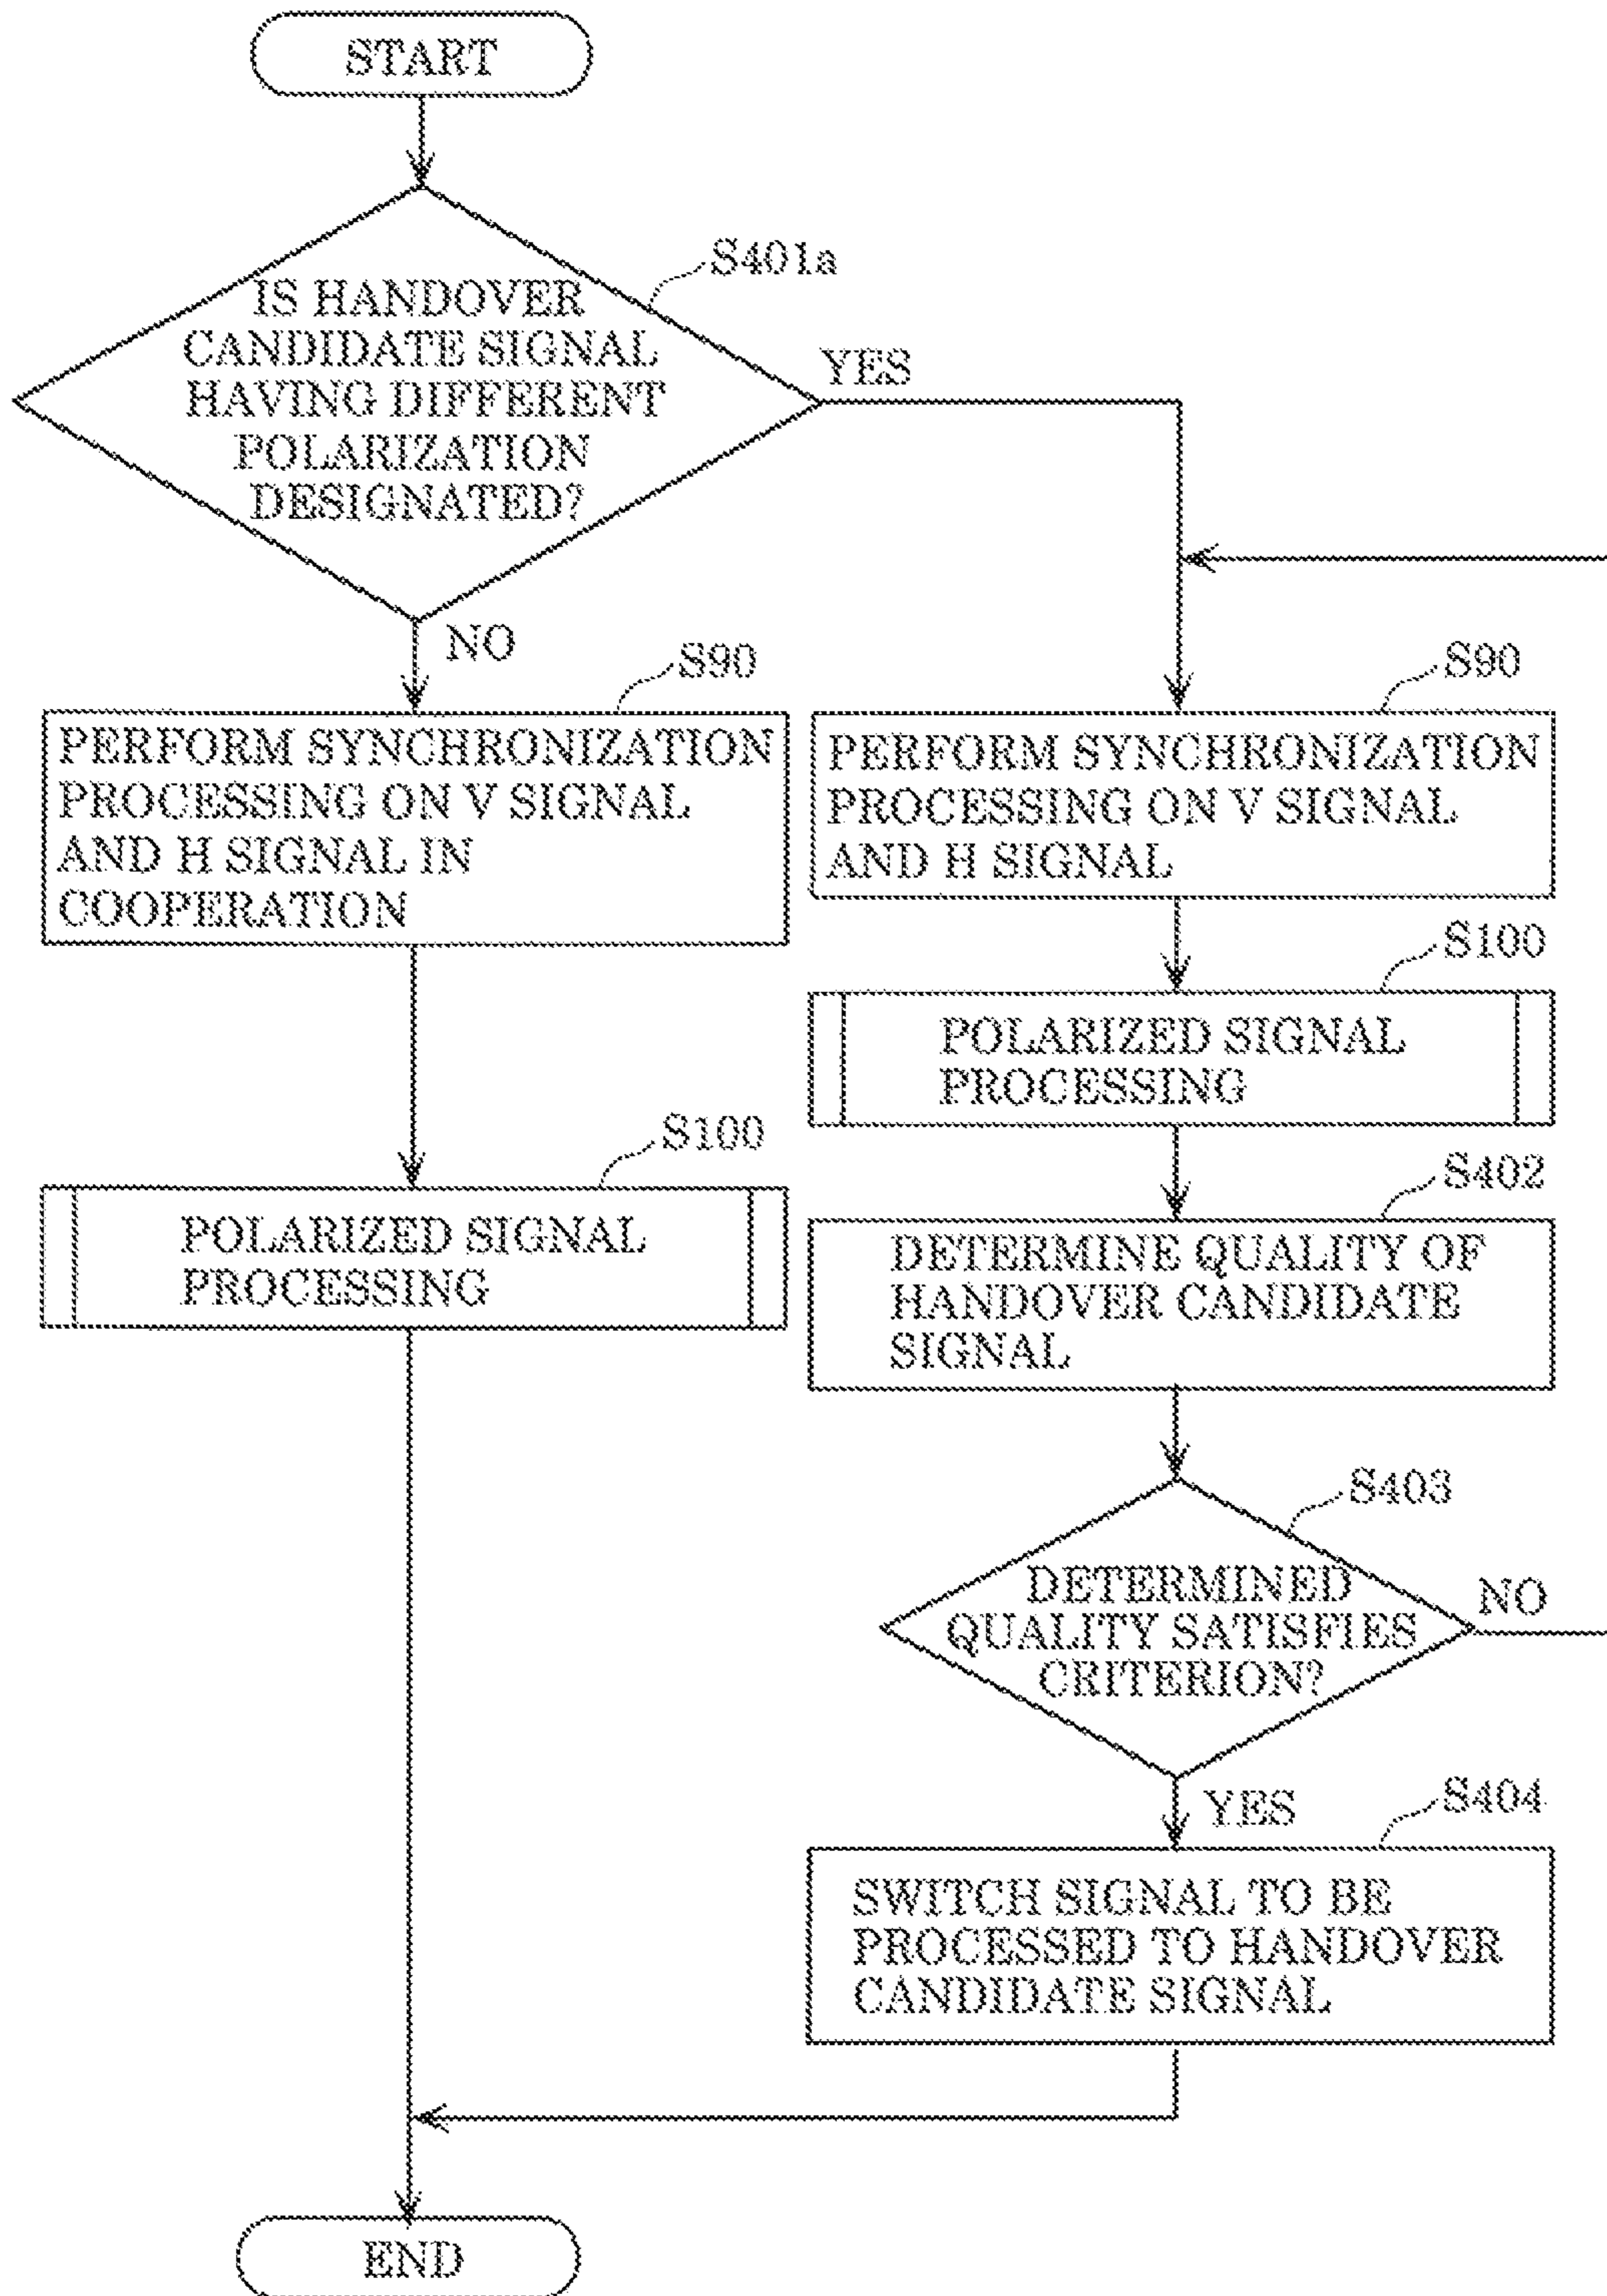 START
S401a
IS HANDOVER
CANDIDATE SIGNAL
HAVING DIFFERENT
POLARIZATION
DESIGNATED?
YES
NO
S90
PERFORM SYNCHRONIZATION
PROCESSING ON V SIGNAL
AND H SIGNAL IN
COOPERATION
S100
POLARIZED SIGNAL
PROCESSING
S90
PERFORM SYNCHRONIZATION
PROCESSING ON V SIGNAL
AND H SIGNAL
S100
POLARIZED SIGNAL
PROCESSING
S402
DETERMINE QUALITY OF
HANDOVER CANDIDATE
SIGNAL
S403
DETERMINED
QUALITY SATISFIES
CRITERION?
NO
YES
S404
SWITCH SIGNAL TO BE
PROCESSED TO HANDOVER
CANDIDATE SIGNAL
END